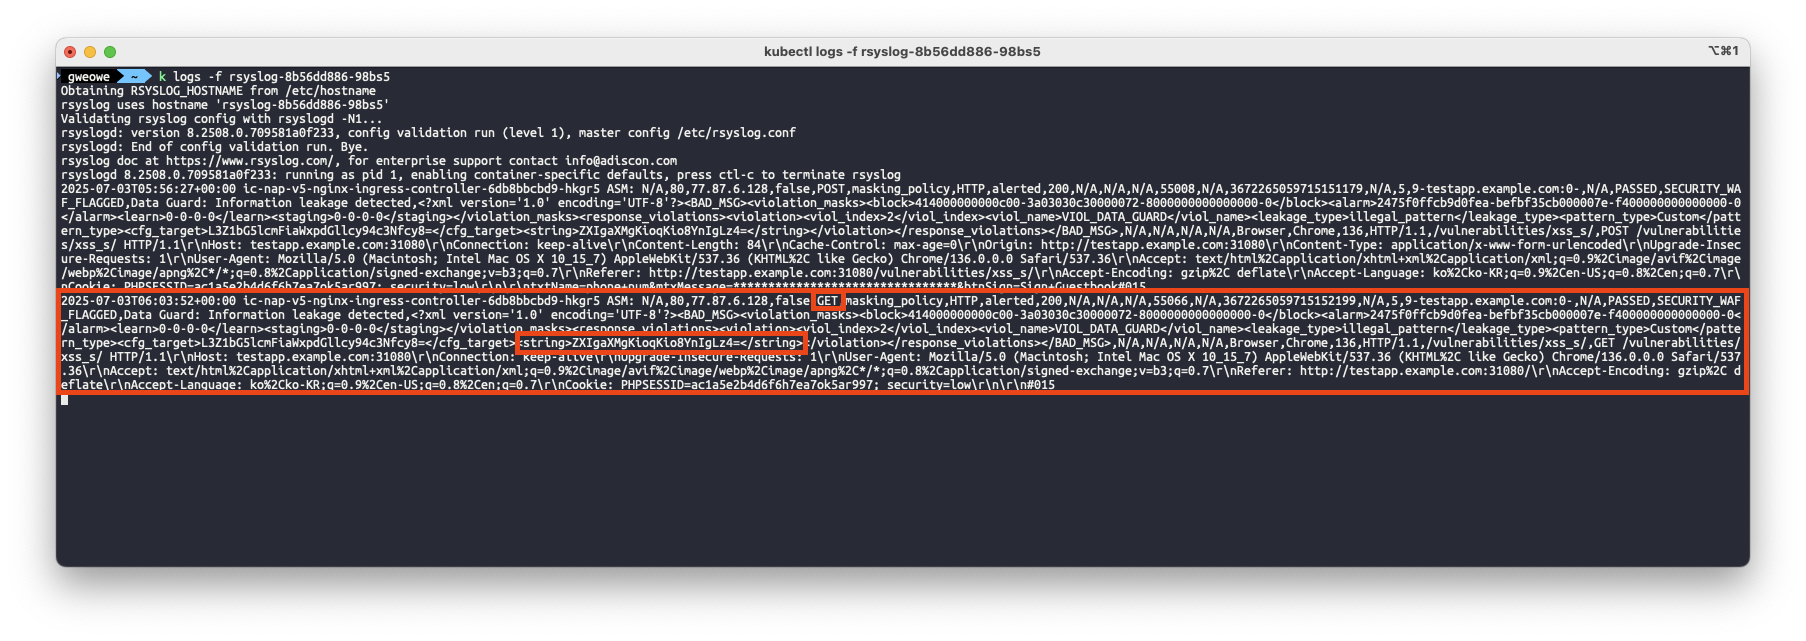 kubectl logs -f rsyslog-8b56dd886-98bs5
⌥⌘1
gweowe ~ k logs -f rsyslog-8b56dd886-98bs5
Obtaining RSYSLOG_HOSTNAME from /etc/hostname
rsyslog uses hostname 'rsyslog-8b56dd886-98bs5'
Validating rsyslog config with rsyslogd -N1...
rsyslogd: version 8.2508.0.709581a0f233, config validation run (level 1), master config /etc/rsyslog.conf
rsyslogd: End of config validation run. Bye.
rsyslog doc at https://www.rsyslog.com/, for enterprise support contact info@adiscon.com
rsyslogd 8.2508.0.709581a0f233: running as pid 1, enabling container-specific defaults, press ctl-c to terminate rsyslog
2025-07-03T05:56:27+00:00 ic-nap-v5-nginx-ingress-controller-6db8bbcbd9-hkgr5 ASM: N/A,80,77.87.6.128,false,POST,masking_policy,HTTP,alerted,200,N/A,N/A,N/A,55008,N/A,3672265059715151179,N/A,5,9-testapp.example.com:0-,N/A,PASSED,SECURITY_WA
F_FLAGGED,Data Guard: Information leakage detected,<?xml version='1.0' encoding='UTF-8'?><BAD_MSG><violation_masks><block>414000000000c00-3a03030c30000072-8000000000000000-0</block><alarm>2475f0ffcb9d0fea-befbf35cb000007e-f400000000000000-0
</alarm><learn>0-0-0-0</learn><staging>0-0-0-0</staging></violation_masks><response_violations><violation><viol_index>2</viol_index><viol_name>VIOL_DATA_GUARD</viol_name><leakage_type>illegal_pattern</leakage_type><pattern_type>Custom</patt
ern_type><cfg_target>L3Z1bG5lcmFiaWxpdGllcy94c3Nfcy8=</cfg_target><string>ZXIgaXMgKioqKio8YnIgLz4=</string></violation></response_violations></BAD_MSG>,N/A,N/A,N/A,N/A,Browser,Chrome,136,HTTP/1.1,/vulnerabilities/xss_s/,POST /vulnerabilitie
s/xss_s/ HTTP/1.1\r\nHost: testapp.example.com:31080\r\nConnection: keep-alive\r\nContent-Length: 84\r\nCache-Control: max-age=0\r\nOrigin: http://testapp.example.com:31080\r\nContent-Type: application/x-www-form-urlencoded\r\nUpgrade-Insec
ure-Requests: 1\r\nUser-Agent: Mozilla/5.0 (Macintosh; Intel Mac OS X 10_15_7) AppleWebKit/537.36 (KHTML%2C like Gecko) Chrome/136.0.0.0 Safari/537.36\r\nAccept: text/html%2Capplication/xhtml+xml%2Capplication/xml;q=0.9%2Cimage/avif%2Cimage
/webp%2Cimage/apng%2C*/*;q=0.8%2Capplication/signed-exchange;v=b3;q=0.7\r\nReferer: http://testapp.example.com:31080/vulnerabilities/xss_s/\r\nAccept-Encoding: gzip%2C deflate\r\nAccept-Language: ko%2Cko-KR;q=0.9%2Cen-US;q=0.8%2Cen;q=0.7\r\
nCookie: PHPSESSID=ac1a5e2b4d6f6h7ea7ok5ar997; security=low\r\n\r\ntxtName=phone+num&mtxMessage=********************************&btnSign=Sign+Guestbook#015
2025-07-03T06:03:52+00:00 ic-nap-v5-nginx-ingress-controller-6db8bbcbd9-hkgr5 ASM: N/A,80,77.87.6.128,false,GET,masking_policy,HTTP,alerted,200,N/A,N/A,N/A,55066,N/A,3672265059715152199,N/A,5,9-testapp.example.com:0-,N/A,PASSED,SECURITY_WAF
_FLAGGED,Data Guard: Information leakage detected,<?xml version='1.0' encoding='UTF-8'?><BAD_MSG><violation_masks><block>414000000000c00-3a03030c30000072-8000000000000000-0</block><alarm>2475f0ffcb9d0fea-befbf35cb000007e-f400000000000000-0<
/alarm><learn>0-0-0-0</learn><staging>0-0-0-0</staging></violation_masks><response_violations><violation><viol_index>2</viol_index><viol_name>VIOL_DATA_GUARD</viol_name><leakage_type>illegal_pattern</leakage_type><pattern_type>Custom</patte
rn_type><cfg_target>L3Z1bG5lcmFiaWxpdGllcy94c3Nfcy8=</cfg_target><string>ZXIgaXMgKioqKio8YnIgLz4=</string></violation></response_violations></BAD_MSG>,N/A,N/A,N/A,N/A,Browser,Chrome,136,HTTP/1.1,/vulnerabilities/xss_s/,GET /vulnerabilities/
xss_s/ HTTP/1.1\r\nHost: testapp.example.com:31080\r\nConnection: keep-alive\r\nUpgrade-Insecure-Requests: 1\r\nUser-Agent: Mozilla/5.0 (Macintosh; Intel Mac OS X 10_15_7) AppleWebKit/537.36 (KHTML%2C like Gecko) Chrome/136.0.0.0 Safari/537
.36\r\nAccept: text/html%2Capplication/xhtml+xml%2Capplication/xml;q=0.9%2Cimage/avif%2Cimage/webp%2Cimage/apng%2C*/*;q=0.8%2Capplication/signed-exchange;v=b3;q=0.7\r\nReferer: http://testapp.example.com:31080/\r\nAccept-Encoding: gzip%2C d
eflate\r\nAccept-Language: ko%2Cko-KR;q=0.9%2Cen-US;q=0.8%2Cen;q=0.7\r\nCookie: PHPSESSID=ac1a5e2b4d6f6h7ea7ok5ar997; security=low\r\n\r\n#015